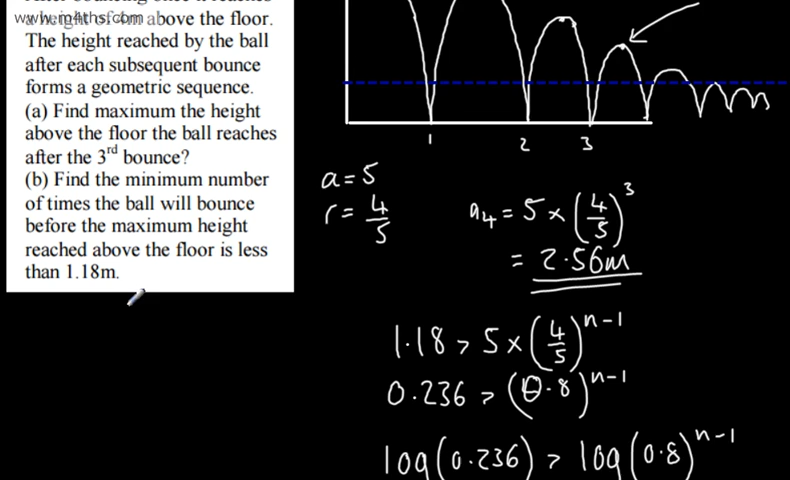 www.m4ths.com
above the floor.
The height reached by the ball
after each subsequent bounce
forms a geometric sequence.
(a) Find maximum the height
above the floor the ball reaches
after the 3rd bounce?
(b) Find the minimum number
of times the ball will bounce
before the maximum height
reached above the floor is less
than 1.18m.
1 2 3
a = 5
r = 4/5
a4 = 5 × (4/5)^3
= 2.56m
1.18 > 5 × (4/5)^n-1
0.236 > (0.8)^n-1
log(0.236) > log(0.8)^n-1